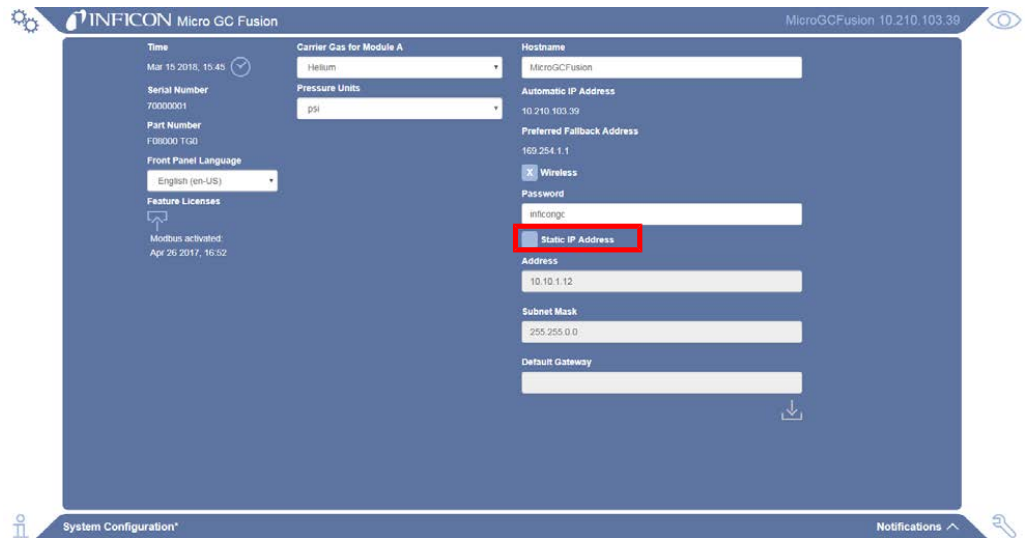 INFICON Micro GC Fusion
MicroGCFusion 10.210.103.39
Time
Mar 15 2018, 15:45
Serial Number
70000001
Part Number
F08000 TG0
Front Panel Language
English (en-US)
Feature Licenses
Modbus activated:
Apr 26 2017, 16:52
Carrier Gas for Module A
Helium
Pressure Units
psi
Hostname
MicroGCFusion
Automatic IP Address
10.210.103.39
Preferred Fallback Address
169.254.1.1
X Wireless
Password
inficongc
Static IP Address
Address
10.10.1.12
Subnet Mask
255.255.0.0
Default Gateway
System Configuration*
Notifications